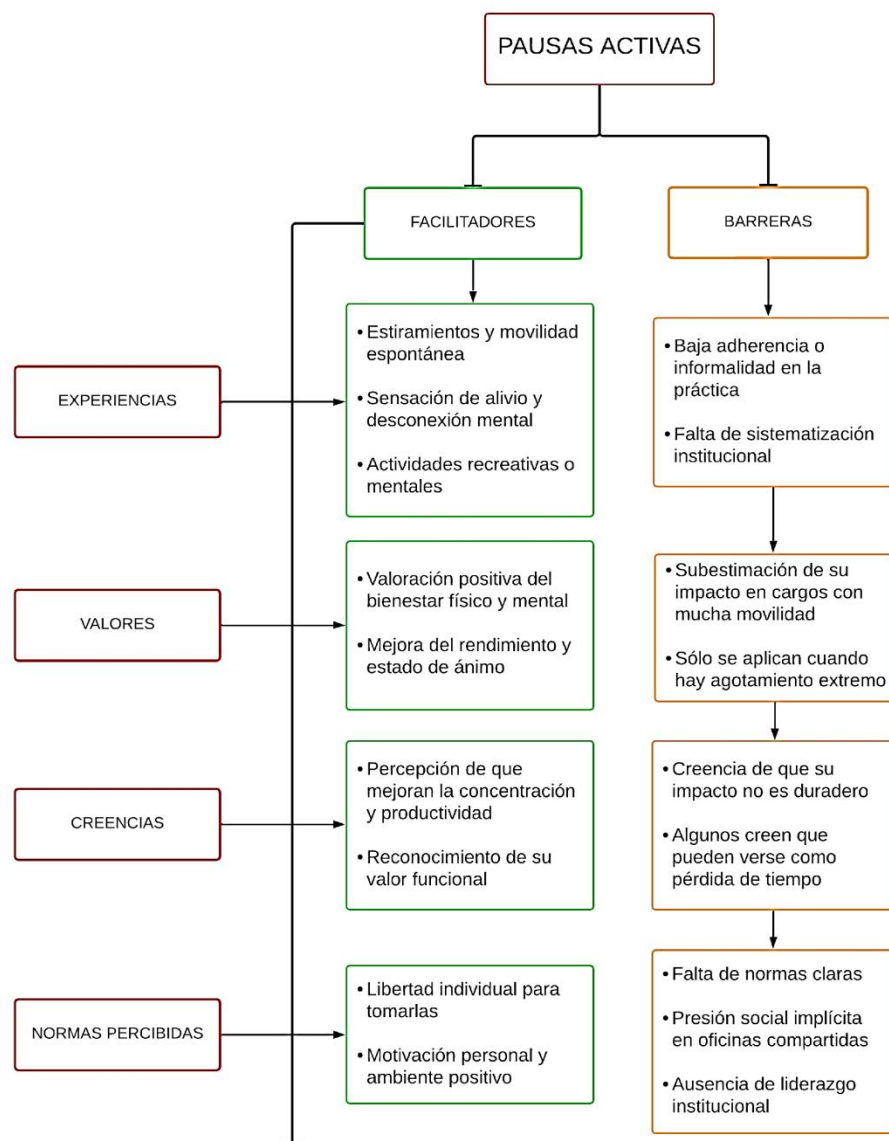 PAUSAS ACTIVAS
FACILITADORES
BARRERAS
EXPERIENCIAS
• Estiramientos y movilidad
espontánea
• Sensación de alivio y
desconexión mental
• Actividades recreativas o
mentales
• Baja adherencia o
informalidad en la
práctica
• Falta de sistematización
institucional
VALORES
• Valoración positiva del
bienestar físico y mental
• Mejora del rendimiento y
estado de ánimo
• Subestimación de su
impacto en cargos con
mucha movilidad
• Sólo se aplican cuando
hay agotamiento extremo
CREENCIAS
• Percepción de que
mejoran la concentración
y productividad
• Reconocimiento de su
valor funcional
• Creencia de que su
impacto no es duradero
• Algunos creen que
pueden verse como
pérdida de tiempo
NORMAS PERCIBIDAS
• Libertad individual para
tomarlas
• Motivación personal y
ambiente positivo
• Falta de normas claras
• Presión social implícita
en oficinas compartidas
• Ausencia de liderazgo
institucional